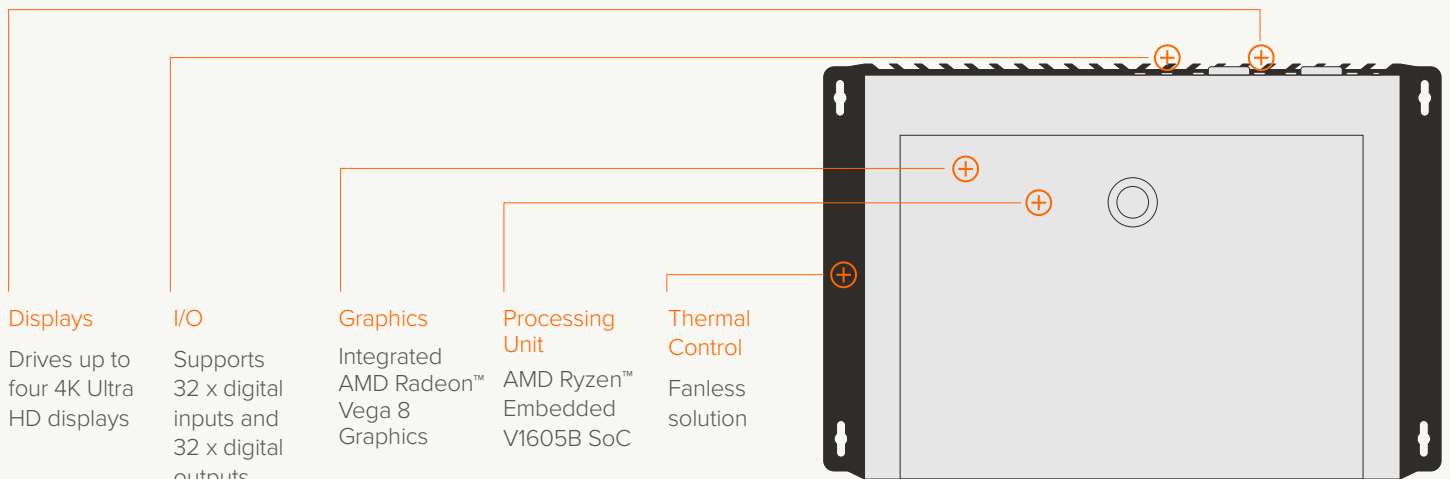 Displays
Drives up to
four 4K Ultra
HD displays
I/O
Supports
32 x digital
inputs and
32 x digital
outputs
Graphics
Integrated
AMD Radeon™
Vega 8
Graphics
Processing
Unit
AMD Ryzen™
Embedded
V1605B SoC
Thermal
Control
Fanless
solution